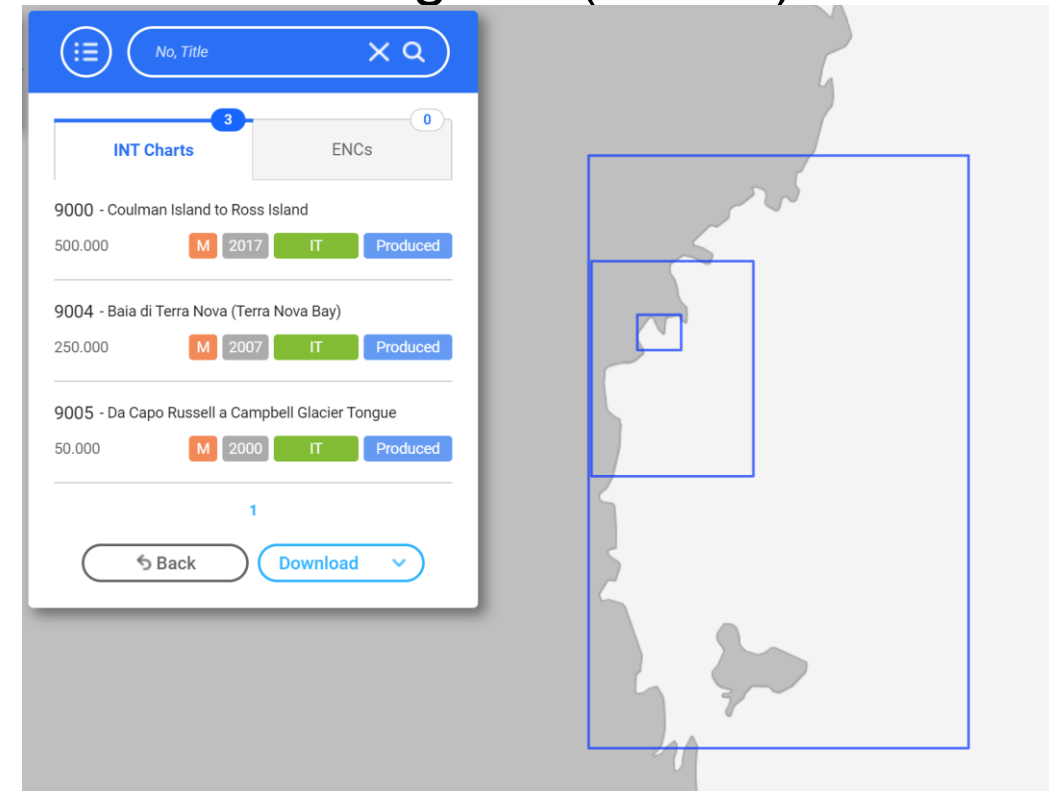 No, Title
3
0
INT Charts
ENCs
9000 - Coulman Island to Ross Island
500.000 M 2017 IT Produced
9004 - Baia di Terra Nova (Terra Nova Bay)
250.000 M 2007 IT Produced
9005 - Da Capo Russell a Campbell Glacier Tongue
50.000 M 2000 IT Produced
1
Back
Download